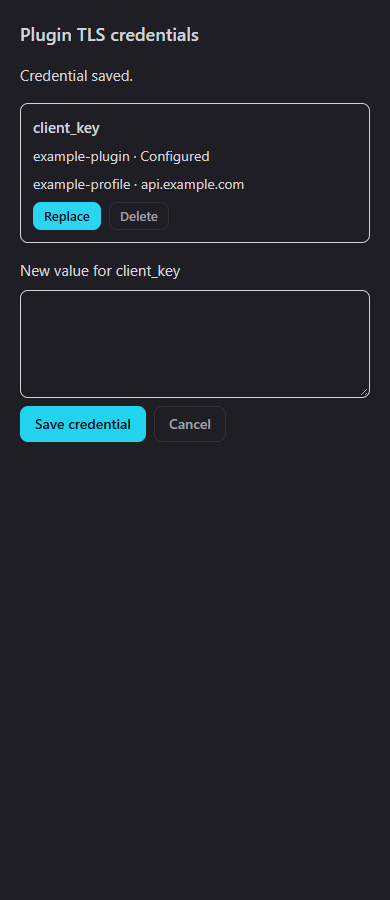 Plugin TLS credentials
Credential saved.
client_key
example-plugin · Configured
example-profile · api.example.com
Replace Delete
New value for client_key
Save credential Cancel